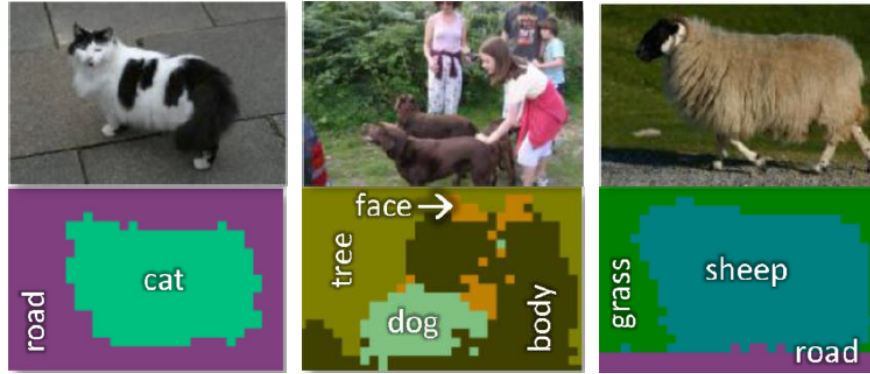 road
cat
face
tree
dog
body
grass
sheep
road